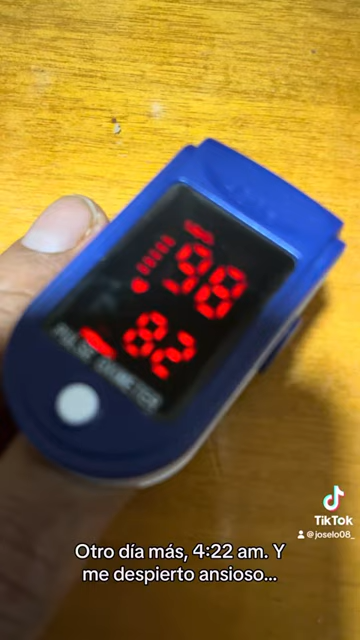 98
82
PULSE OXIMETER
TikTok
@joselo08_
Otro día más, 4:22 am. Y
me despierto ansioso...